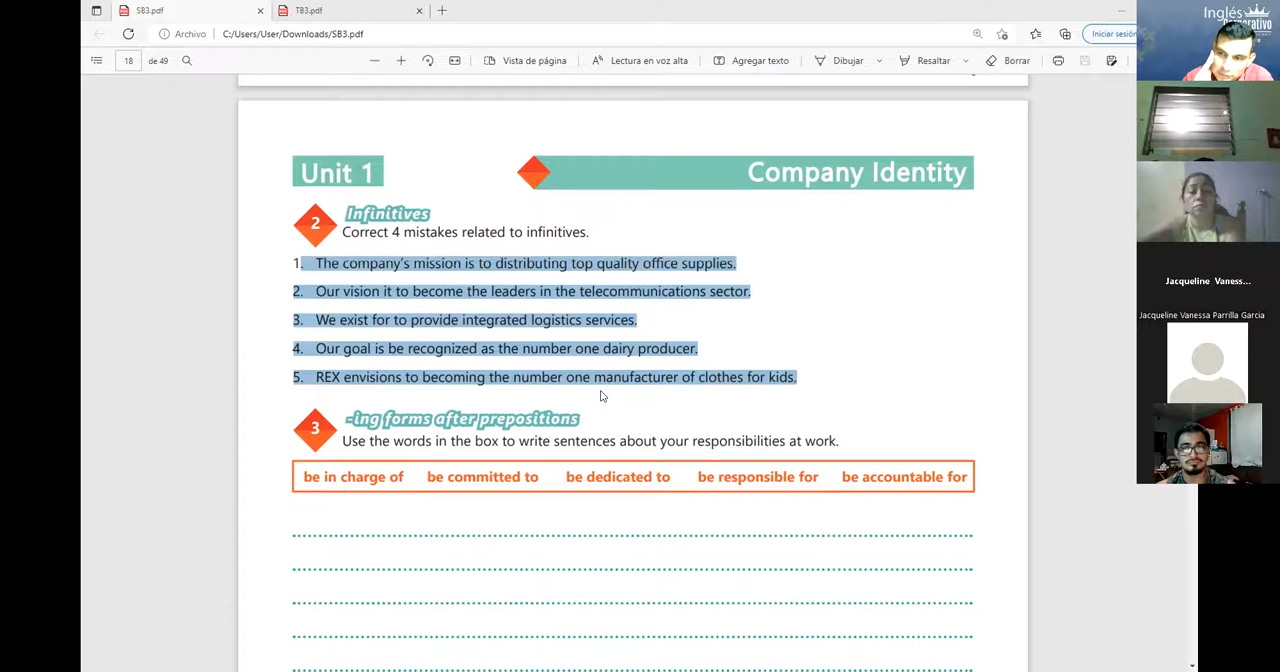 SB3.pdf
TB3.pdf
Archivo
C:/Users/User/Downloads/SB3.pdf
Iniciar sesión
18 de 49
Vista de página
Lectura en voz alta
Agregar texto
Dibujar
Resaltar
Borrar
Inglés
Corporativo
Unit 1
Company Identity
2
Infinitives
Correct 4 mistakes related to infinitives.
1. The company's mission is to distributing top quality office supplies.
2. Our vision it to become the leaders in the telecommunications sector.
3. We exist for to provide integrated logistics services.
4. Our goal is be recognized as the number one dairy producer.
5. REX envisions to becoming the number one manufacturer of clothes for kids.
3
-ing forms after prepositions
Use the words in the box to write sentences about your responsibilities at work.
be in charge of be committed to be dedicated to be responsible for be accountable for
Jacqueline Vaness...
Jacqueline Vanessa Parrilla Garcia